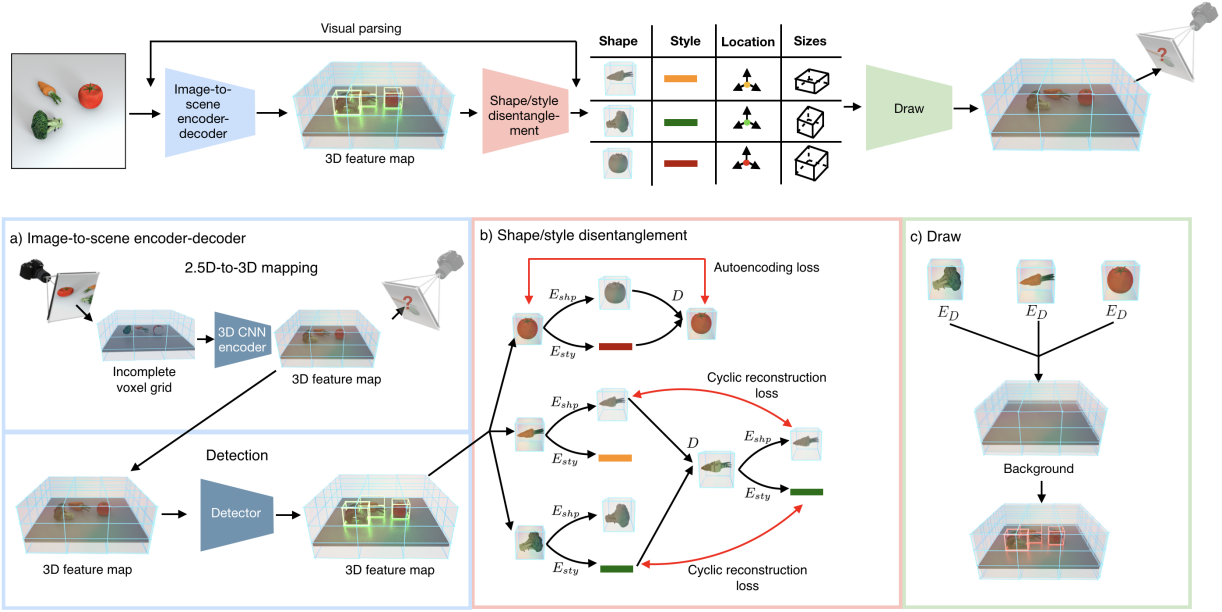 Visual parsing
Shape Style Location Sizes
Image-to-
scene
encoder-
decoder
3D feature map
Shape/style
disentangle-
ment
Draw
?
a) Image-to-scene encoder-decoder
2.5D-to-3D mapping
Incomplete
voxel grid
3D CNN
encoder
3D feature map
?
Detection
3D feature map
Detector
3D feature map
b) Shape/style disentanglement
Autoencoding loss
E_shp
D
E_sty
Cyclic reconstruction
loss
E_shp
E_sty
D
E_shp
E_sty
E_shp
E_sty
Cyclic reconstruction
loss
c) Draw
E_D E_D E_D
Background